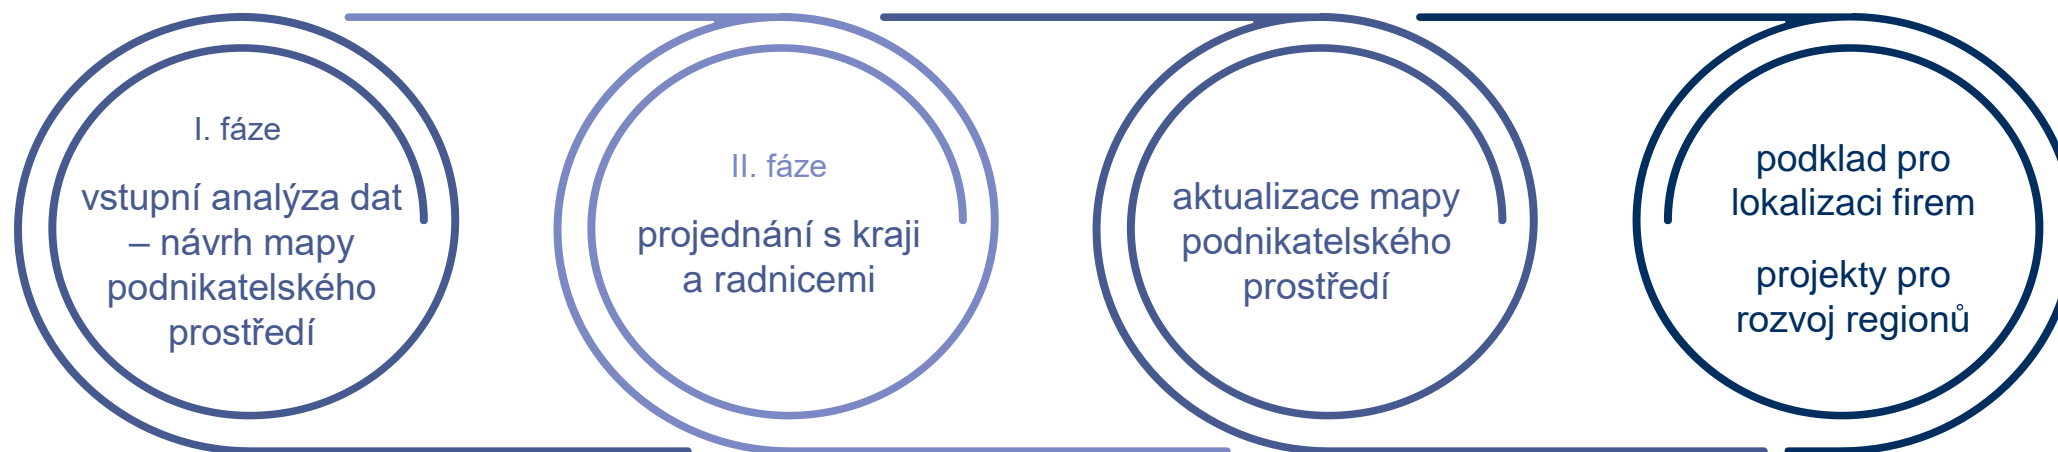 I. fáze
vstupní analýza dat
– návrh mapy
podnikatelského
prostředí
II. fáze
projednání s kraji
a radnicemi
aktualizace mapy
podnikatelského
prostředí
podklad pro
lokalizaci firem
projekty pro
rozvoj regionů